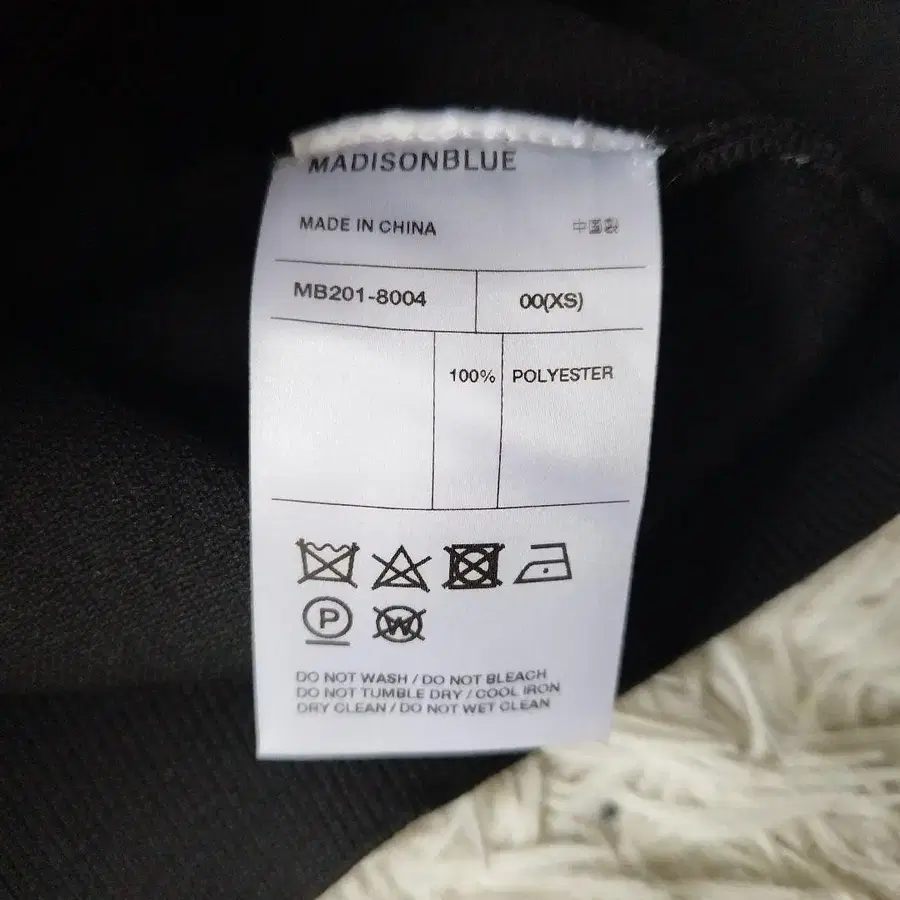 MADISONBLUE
MADE IN CHINA 中国製
MB201-8004 00(XS)
100% POLYESTER
P
W
DO NOT WASH / DO NOT BLEACH
DO NOT TUMBLE DRY / COOL IRON
DRY CLEAN / DO NOT WET CLEAN